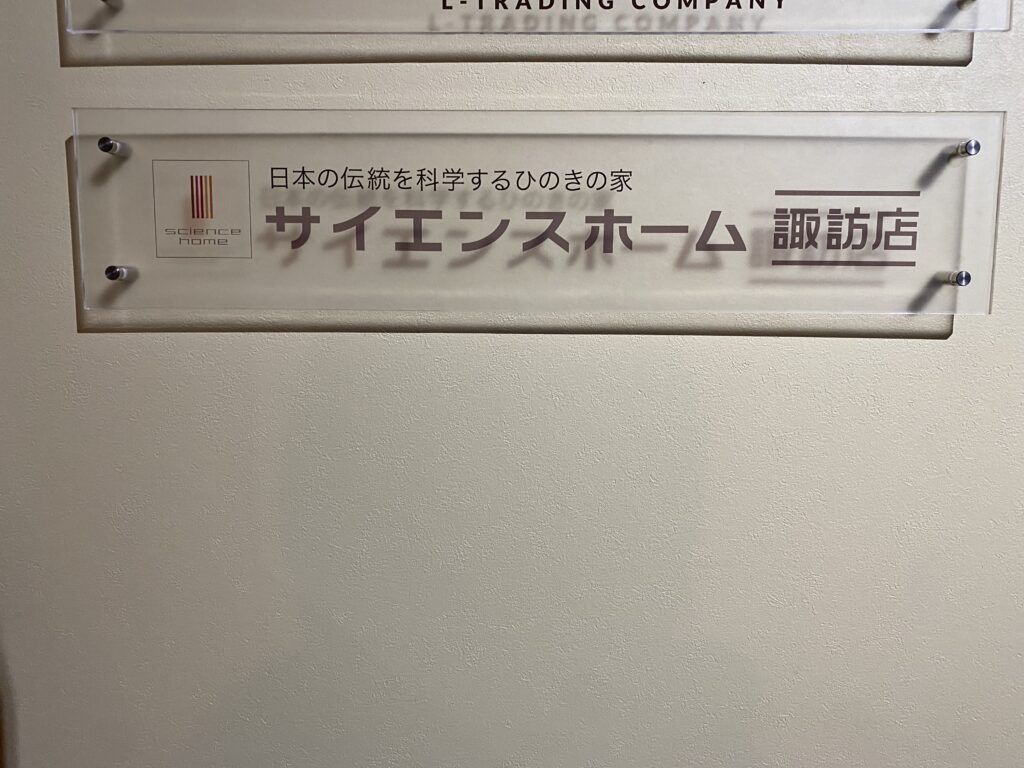 L-TRADING COMPANY
science
home
日本の伝統を科学するひのきの家
サイエンスホーム 諏訪店